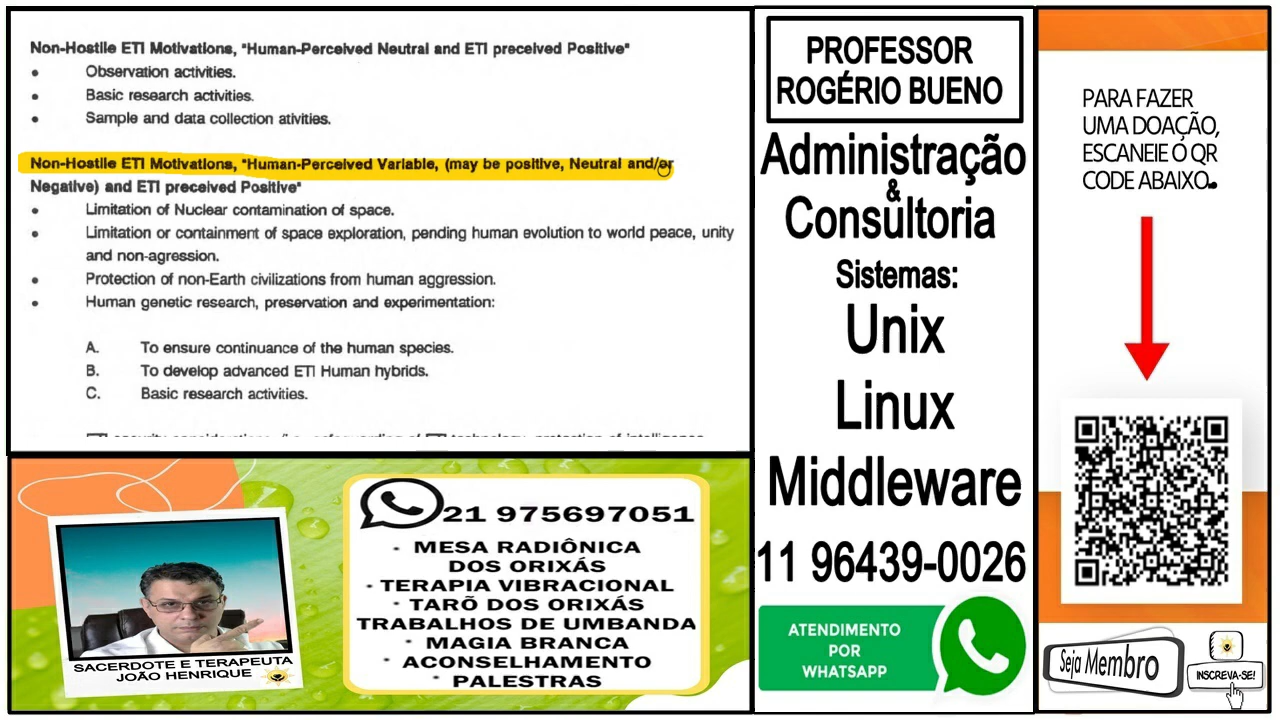 Non-Hostile ETI Motivations, "Human-Perceived Neutral and ETI preceived Positive"
• Observation activities.
• Basic research activities.
• Sample and data collection ativities.
Non-Hostile ETI Motivations, "Human-Perceived Variable, (may be positive, Neutral and/or
Negative) and ETI preceived Positive"
• Limitation of Nuclear contamination of space.
• Limitation or containment of space exploration, pending human evolution to world peace, unity
and non-agression.
• Protection of non-Earth civilizations from human aggression.
• Human genetic research, preservation and experimentation:
A. To ensure continuance of the human species.
B. To develop advanced ETI Human hybrids.
C. Basic research activities.
SACERDOTE E TERAPEUTA
JOÃO HENRIQUE
21 975697051
• MESA RADIÔNICA
DOS ORIXÁS
• TERAPIA VIBRACIONAL
• TARÔ DOS ORIXÁS
TRABALHOS DE UMBANDA
• MAGIA BRANCA
• ACONSELHAMENTO
• PALESTRAS
PROFESSOR
ROGÉRIO BUENO
Administração
&
Consultoria
Sistemas:
Unix
Linux
Middleware
11 96439-0026
ATENDIMENTO
POR
WHATSAPP
PARA FAZER
UMA DOAÇÃO,
ESCANEIE O QR
CODE ABAIXO.
Seja Membro
INSCREVA-SE!